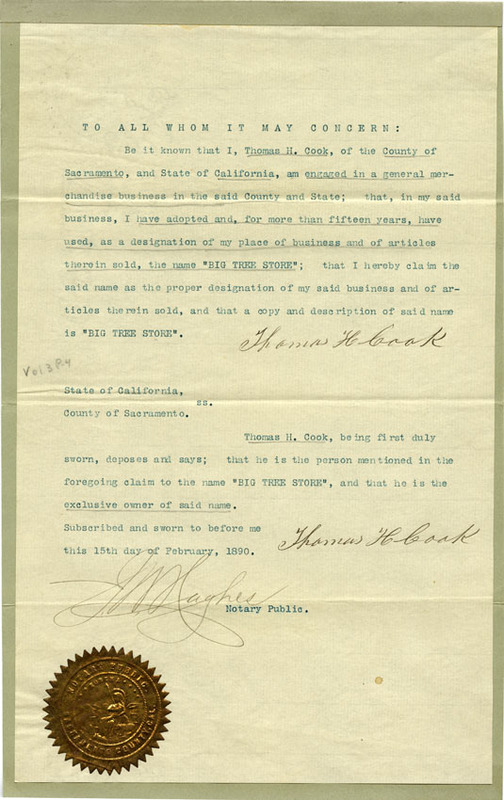 TO ALL WHOM IT MAY CONCERN:
Be it known that I, Thomas H. Cook, of the County of
Sacramento, and State of California, am engaged in a general mer-
chandise business in the said County and State; that, in my said
business, I have adopted and, for more than fifteen years, have
used, as a designation of my place of business and of articles
therein sold, the name "BIG TREE STORE"; that I hereby claim the
said name as the proper designation of my said business and of ar-
ticles therein sold, and that a copy and description of said name
is "BIG TREE STORE".
Thomas H Cook
Vol 3 P. 4
State of California,
ss.
County of Sacramento.
Thomas H. Cook, being first duly
sworn, deposes and says; that he is the person mentioned in the
foregoing claim to the name "BIG TREE STORE", and that he is the
exclusive owner of said name.
Subscribed and sworn to before me
this 15th day of February, 1890.
Thomas H Cook
Hughes
Notary Public.
NOTARY PUBLIC